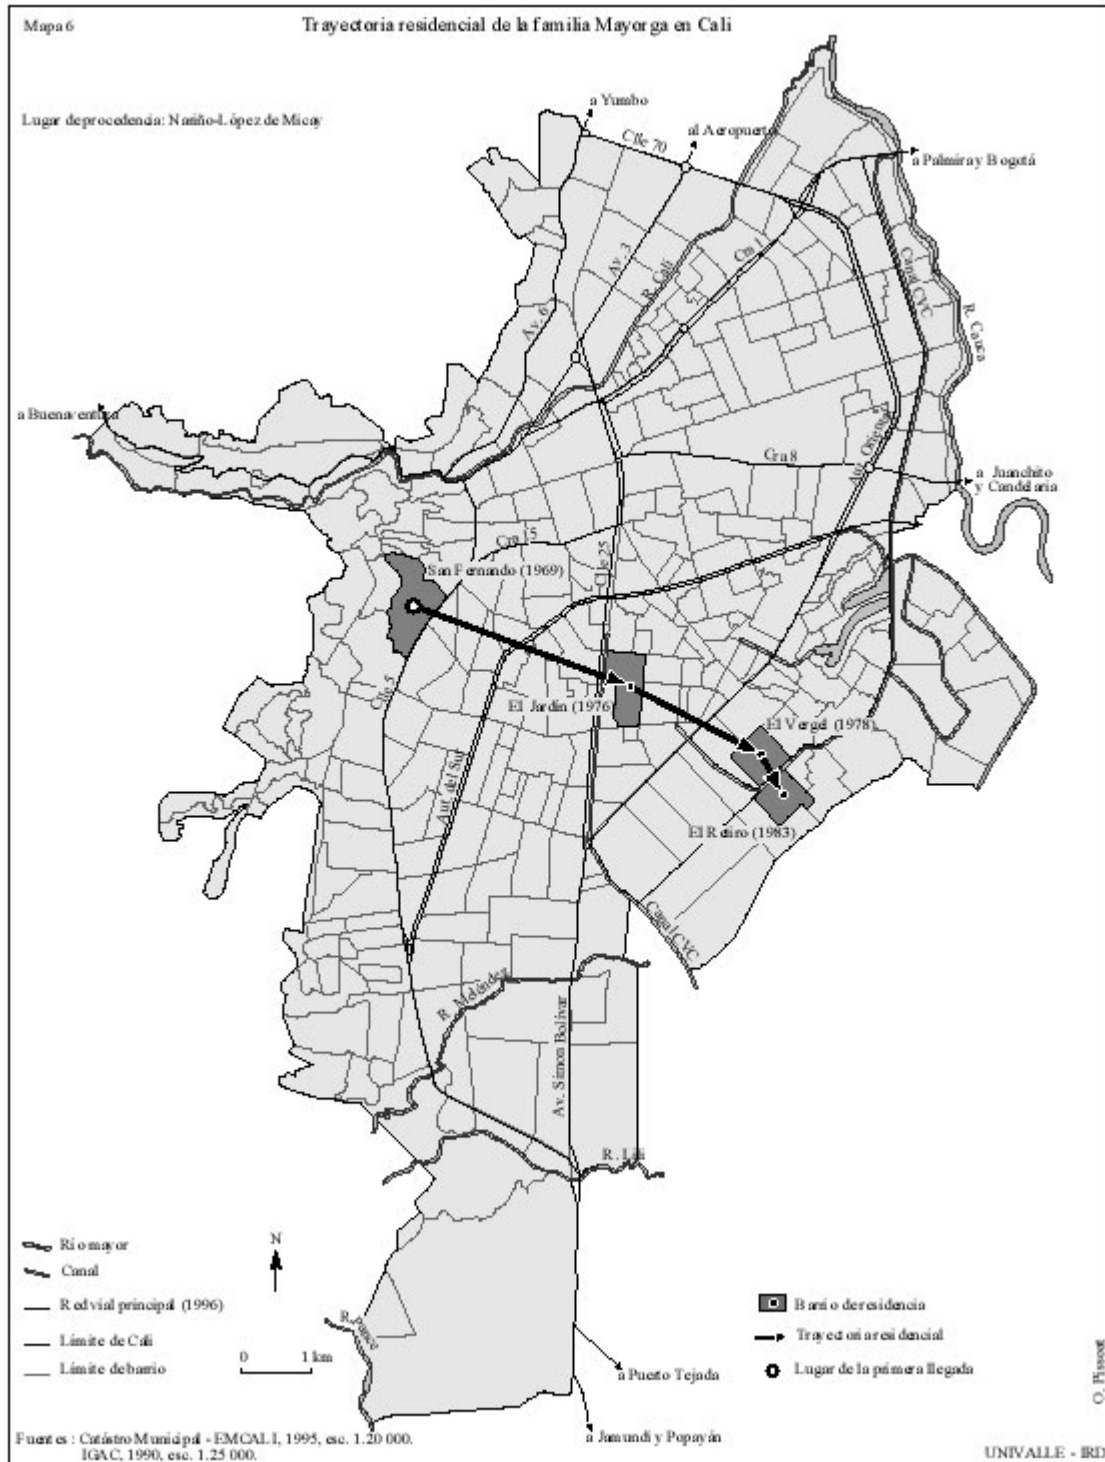 Mapa 6
Trayectoria residencial de la familia Mayorga en Cali
Lugar de procedencia: Nariño-López de Micay
a Yumbo
Clle 70
al Aeropuerto
a Palmira y Bogotá
Av. 3
R. Cali
Cra 1
Canal CVC
R. Cauca
Av. 6
a Buenaventura
Aut. Oriental
Cra 8
a Juanchito
y Candelaria
Cra 15
Clle 25
San Fernando (1969)
Clle 5
El Jardín (1976)
El Vergel (1978)
Aut. del Sur
El Retiro (1983)
Canal CVC
R. Meléndez
Av. Simon Bolívar
R. Lili
N
Río mayor
Canal
Red vial principal (1996)
Límite de Cali
Límite de barrio
0 1 km
R. Pance
Barrio de residencia
Trayectoria residencial
Lugar de la primera llegada
a Puerto Tejada
a Jamundí y Popayán
O. Pissoat
Fuentes : Catástro Municipal - EMCALI, 1995, esc. 1.20 000.
IGAC, 1990, esc. 1.25 000.
UNIVALLE - IRD